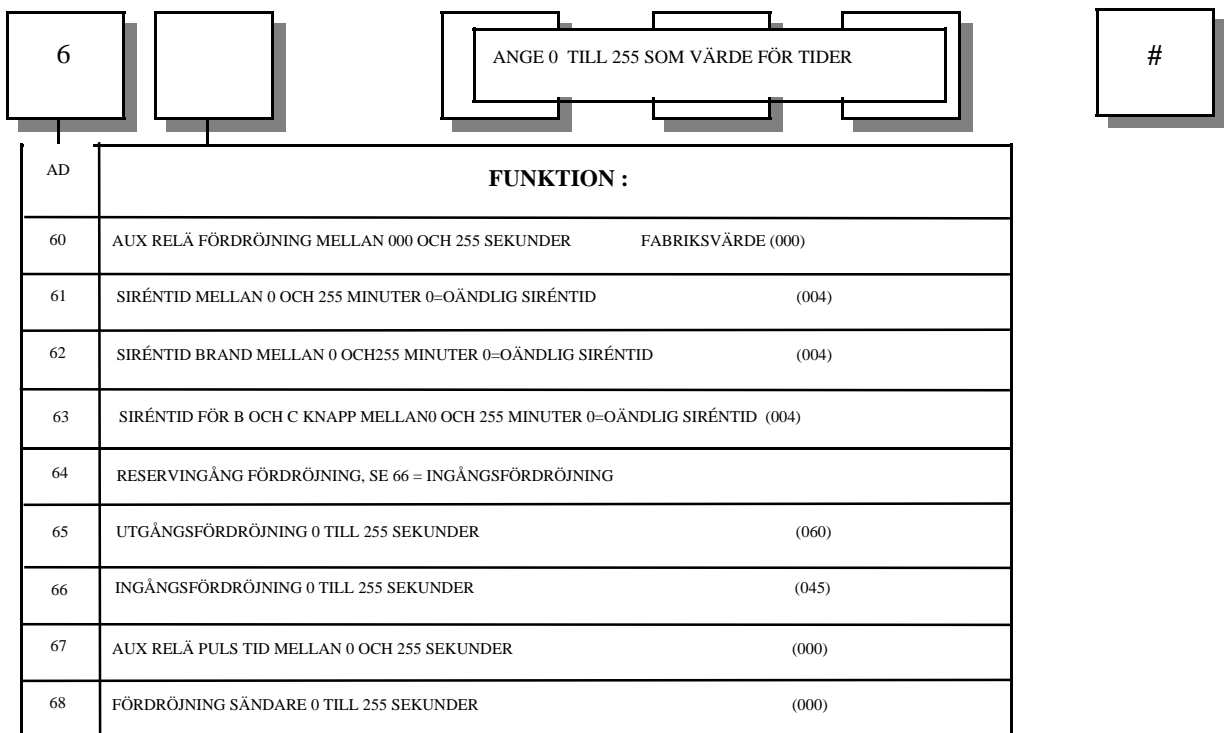 6 ANGE 0 TILL 255 SOM VÄRDE FÖR TIDER #
AD FUNKTION :
60 AUX RELÄ FÖRDRÖJNING MELLAN 000 OCH 255 SEKUNDER FABRIKSVÄRDE (000)
61 SIRÉNTID MELLAN 0 OCH 255 MINUTER 0=OÄNDLIG SIRÉNTID (004)
62 SIRÉNTID BRAND MELLAN 0 OCH255 MINUTER 0=OÄNDLIG SIRÉNTID (004)
63 SIRÉNTID FÖR B OCH C KNAPP MELLAN0 OCH 255 MINUTER 0=OÄNDLIG SIRÉNTID (004)
64 RESERVINGÅNG FÖRDRÖJNING, SE 66 = INGÅNGSFÖRDRÖJNING
65 UTGÅNGSFÖRDRÖJNING 0 TILL 255 SEKUNDER (060)
66 INGÅNGSFÖRDRÖJNING 0 TILL 255 SEKUNDER (045)
67 AUX RELÄ PULS TID MELLAN 0 OCH 255 SEKUNDER (000)
68 FÖRDRÖJNING SÄNDARE 0 TILL 255 SEKUNDER (000)